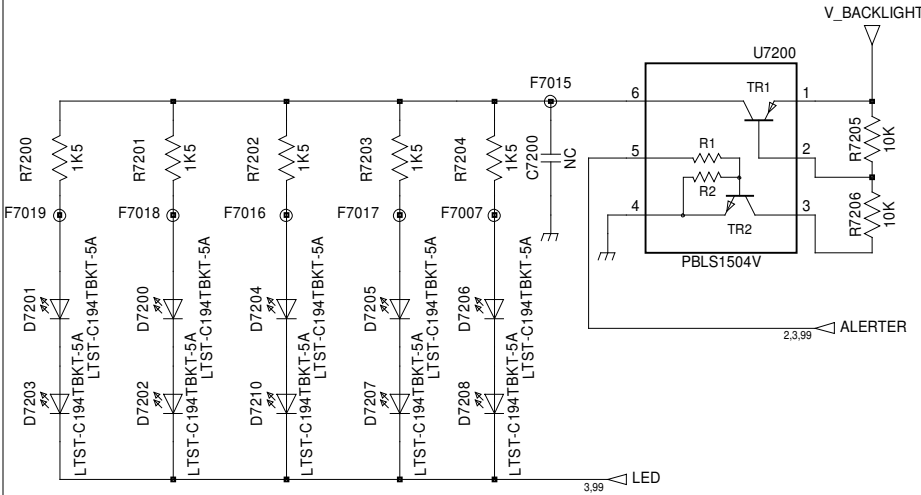 V_BACKLIGHT
U7200
F7015
6
TR1
1
R7200
1K5
R7201
1K5
R7202
1K5
R7203
1K5
R7204
1K5
C7200
NC
5
R1
R2
2
R7205
10K
4
TR2
3
R7206
10K
PBLS1504V
F7019
F7018
F7016
F7017
F7007
D7201
LTST-C194TBKT-5A
D7200
LTST-C194TBKT-5A
D7204
LTST-C194TBKT-5A
D7205
LTST-C194TBKT-5A
D7206
LTST-C194TBKT-5A
2,3,99
ALERTER
D7203
LTST-C194TBKT-5A
D7202
LTST-C194TBKT-5A
D7210
LTST-C194TBKT-5A
D7207
LTST-C194TBKT-5A
D7208
LTST-C194TBKT-5A
3,99
LED